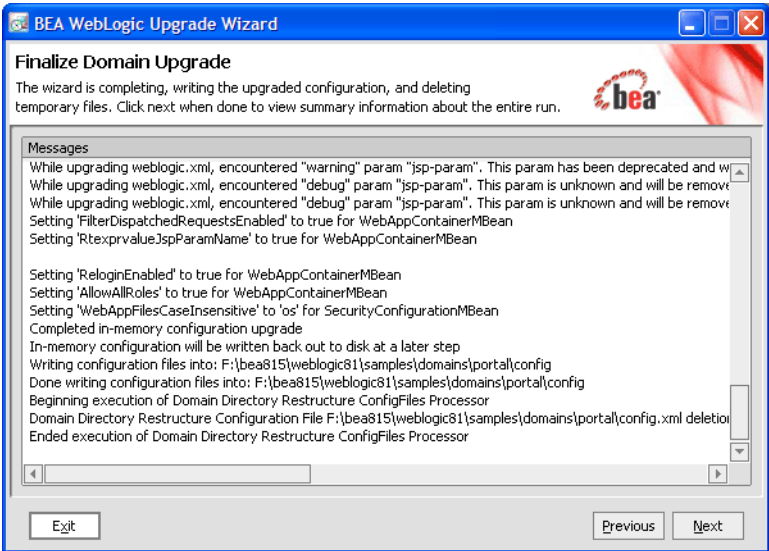 BEA WebLogic Upgrade Wizard
Finalize Domain Upgrade
The wizard is completing, writing the upgraded configuration, and deleting
temporary files. Click next when done to view summary information about the entire run.
bea
Messages
While upgrading weblogic.xml, encountered "warning" param "jsp-param". This param has been deprecated and w
While upgrading weblogic.xml, encountered "debug" param "jsp-param". This param is unknown and will be remove
While upgrading weblogic.xml, encountered "debug" param "jsp-param". This param is unknown and will be remove
Setting 'FilterDispatchedRequestsEnabled' to true for WebAppContainerMBean
Setting 'RtexprvalueJspParamName' to true for WebAppContainerMBean
Setting 'ReloginEnabled' to true for WebAppContainerMBean
Setting 'AllowAllRoles' to true for WebAppContainerMBean
Setting 'WebAppFilesCaseInsensitive' to 'os' for SecurityConfigurationMBean
Completed in-memory configuration upgrade
In-memory configuration will be written back out to disk at a later step
Writing configuration files into: F:\bea815\weblogic81\samples\domains\portal\config
Done writing configuration files into: F:\bea815\weblogic81\samples\domains\portal\config
Beginning execution of Domain Directory Restructure ConfigFiles Processor
Domain Directory Restructure Configuration File F:\bea815\weblogic81\samples\domains\portal\config.xml deletion
Ended execution of Domain Directory Restructure ConfigFiles Processor
Exit
Previous
Next